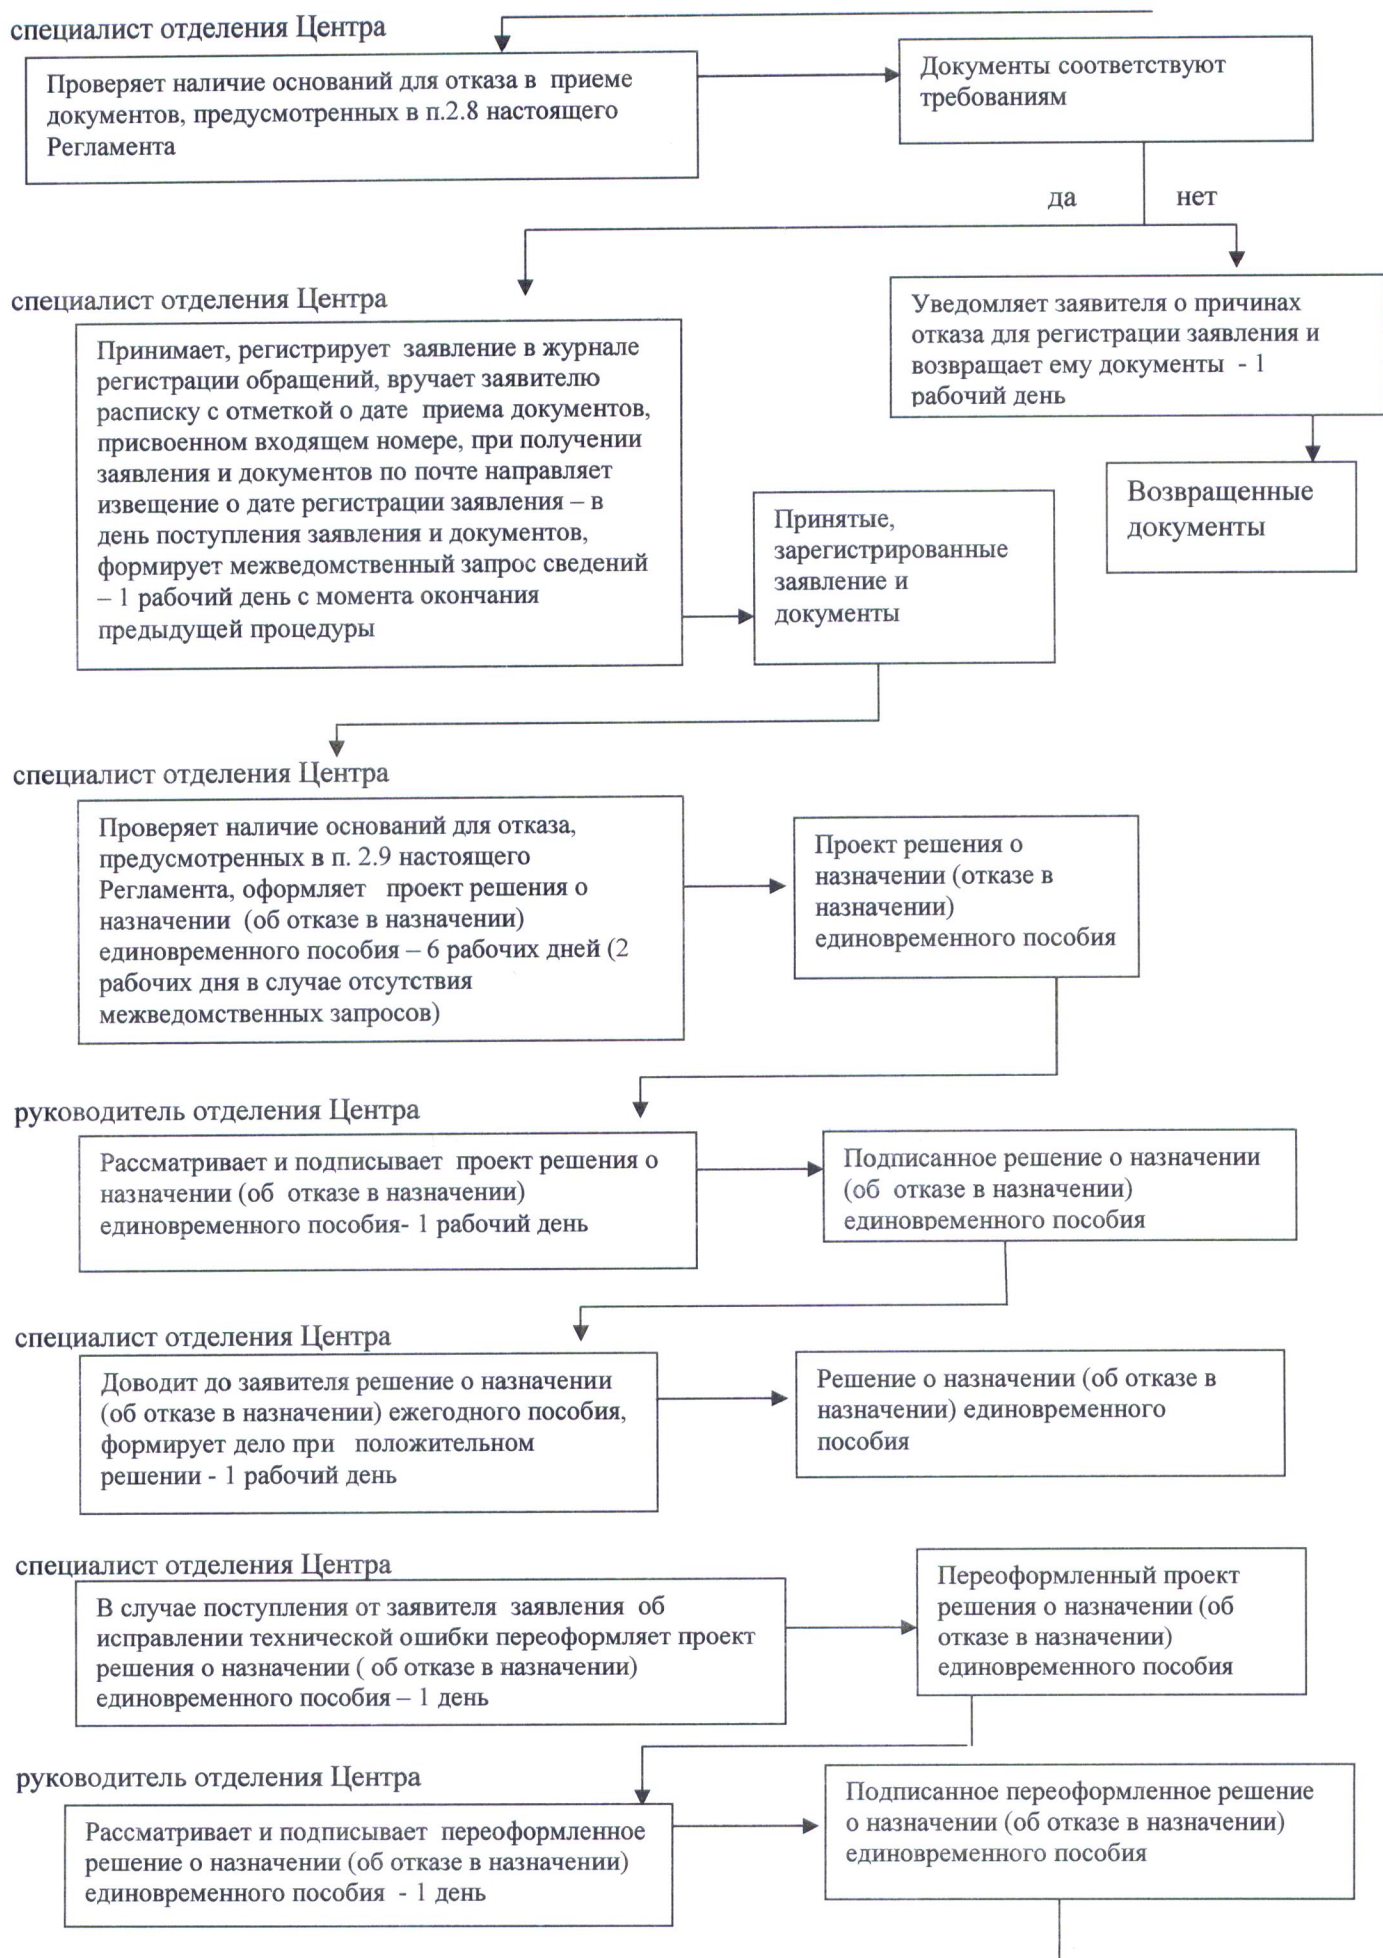 специалист отделения Центра
Проверяет наличие оснований для отказа в приеме
документов, предусмотренных в п.2.8 настоящего
Регламента
Документы соответствуют
требованиям
да
нет
специалист отделения Центра
Принимает, регистрирует заявление в журнале
регистрации обращений, вручает заявителю
расписку с отметкой о дате приема документов,
присвоенном входящем номере, при получении
заявления и документов по почте направляет
извещение о дате регистрации заявления – в
день поступления заявления и документов,
формирует межведомственный запрос сведений
– 1 рабочий день с момента окончания
предыдущей процедуры
Уведомляет заявителя о причинах
отказа для регистрации заявления и
возвращает ему документы - 1
рабочий день
Возвращенные
документы
Принятые,
зарегистрированные
заявление и
документы
специалист отделения Центра
Проверяет наличие оснований для отказа,
предусмотренных в п. 2.9 настоящего
Регламента, оформляет проект решения о
назначении (об отказе в назначении)
единовременного пособия – 6 рабочих дней (2
рабочих дня в случае отсутствия
межведомственных запросов)
Проект решения о
назначении (отказе в
назначении)
единовременного пособия
руководитель отделения Центра
Рассматривает и подписывает проект решения о
назначении (об отказе в назначении)
единовременного пособия- 1 рабочий день
Подписанное решение о назначении
(об отказе в назначении)
единовременного пособия
специалист отделения Центра
Доводит до заявителя решение о назначении
(об отказе в назначении) ежегодного пособия,
формирует дело при положительном
решении - 1 рабочий день
Решение о назначении (об отказе в
назначении) единовременного
пособия
специалист отделения Центра
В случае поступления от заявителя заявления об
исправлении технической ошибки переоформляет проект
решения о назначении ( об отказе в назначении)
единовременного пособия – 1 день
Переоформленный проект
решения о назначении (об
отказе в назначении)
единовременного пособия
руководитель отделения Центра
Рассматривает и подписывает переоформленное
решение о назначении (об отказе в назначении)
единовременного пособия - 1 день
Подписанное переоформленное решение
о назначении (об отказе в назначении)
единовременного пособия